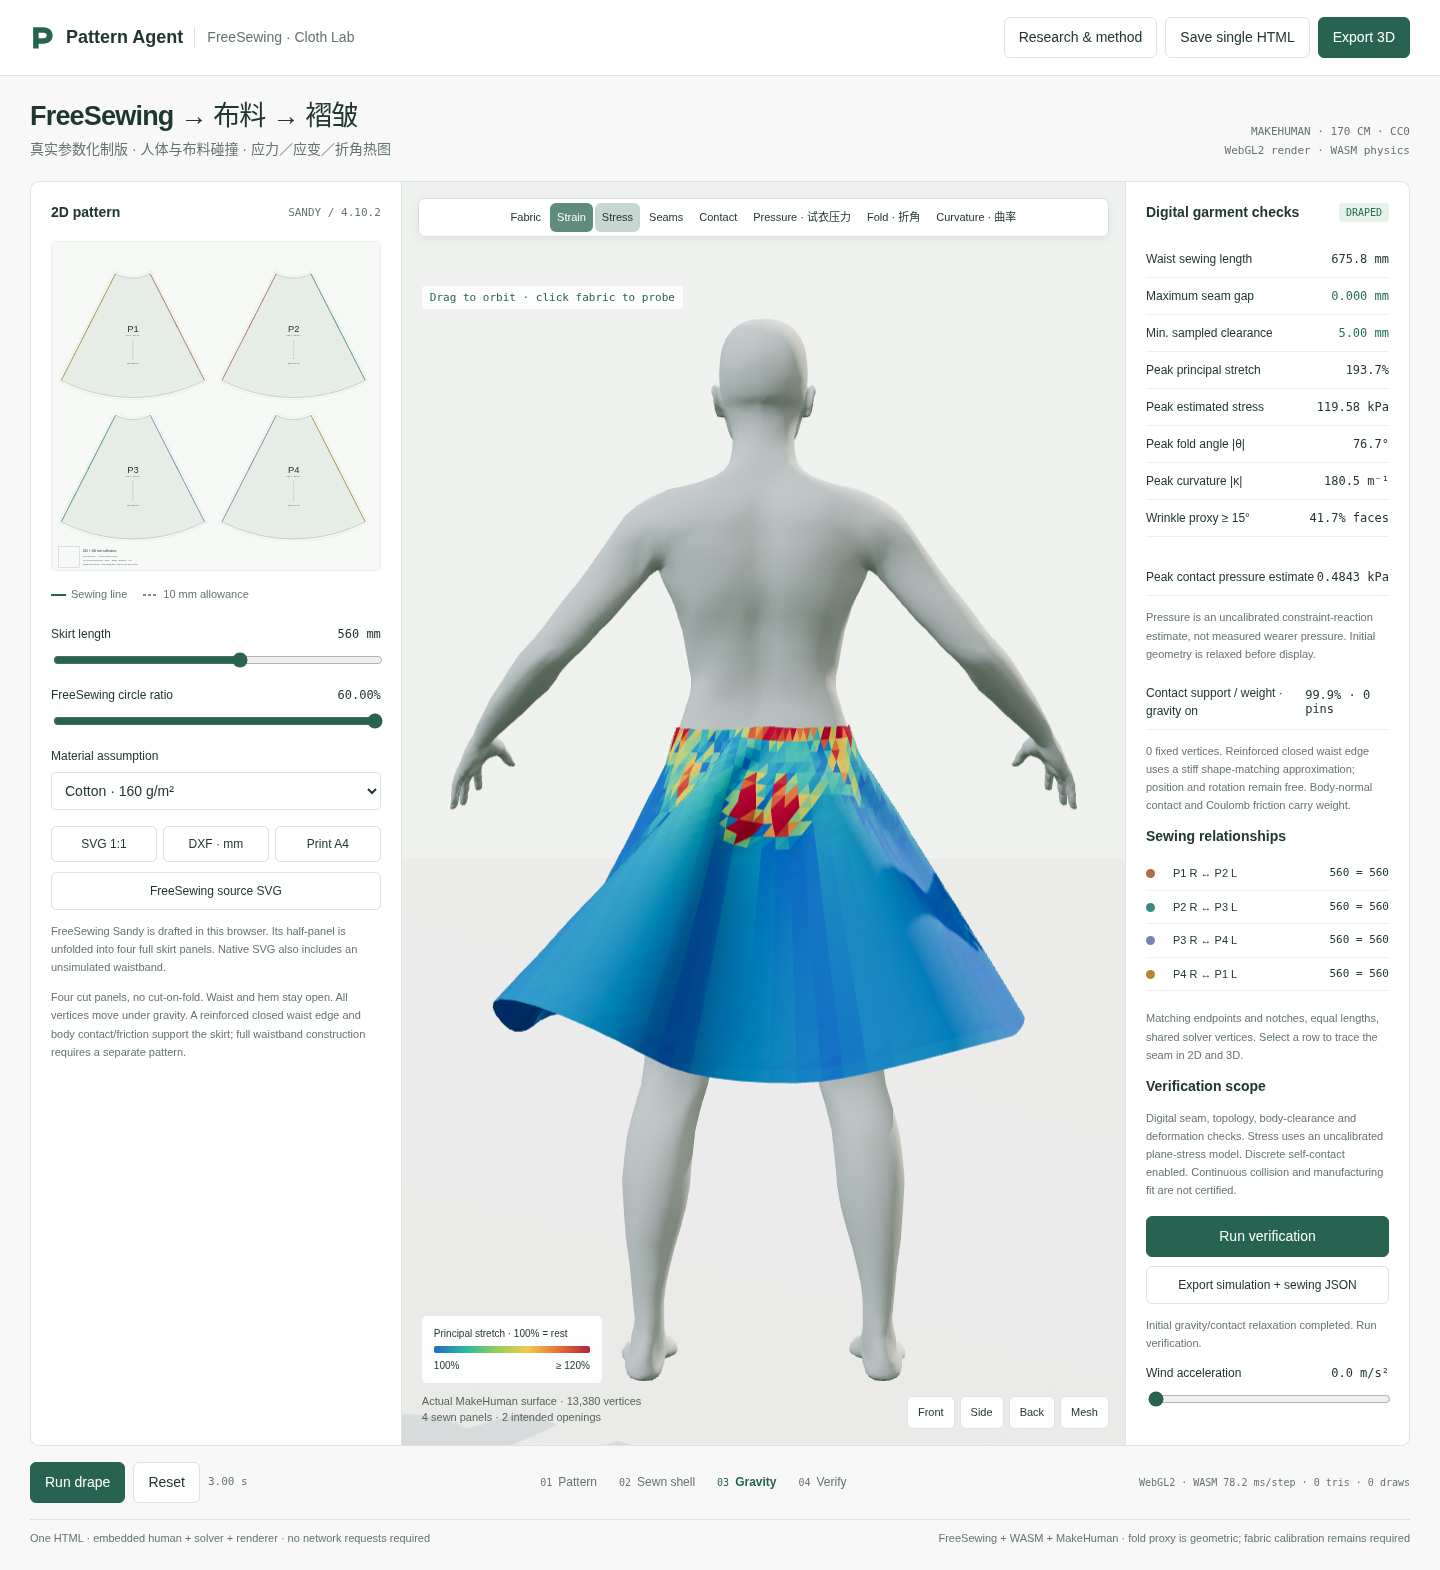 Pattern Agent
FreeSewing · Cloth Lab
Research & method
Save single HTML
Export 3D
FreeSewing → 布料 → 褶皱
真实参数化制版 · 人体与布料碰撞 · 应力／应变／折角热图
MAKEHUMAN · 170 CM · CC0
WebGL2 render · WASM physics
2D pattern
SANDY / 4.10.2
P1
P2
P3
P4
Sewing line
10 mm allowance
Skirt length
560 mm
FreeSewing circle ratio
60.00%
Material assumption
Cotton · 160 g/m²
SVG 1:1
DXF · mm
Print A4
FreeSewing source SVG
FreeSewing Sandy is drafted in this browser. Its half-panel is
unfolded into four full skirt panels. Native SVG also includes an
unsimulated waistband.
Four cut panels, no cut-on-fold. Waist and hem stay open. All
vertices move under gravity. A reinforced closed waist edge and
body contact/friction support the skirt; full waistband construction
requires a separate pattern.
Fabric
Strain
Stress
Seams
Contact
Pressure · 试衣压力
Fold · 折角
Curvature · 曲率
Drag to orbit · click fabric to probe
Principal stretch · 100% = rest
100%
≥ 120%
Actual MakeHuman surface · 13,380 vertices
4 sewn panels · 2 intended openings
Front
Side
Back
Mesh
Digital garment checks
DRAPED
Waist sewing length
675.8 mm
Maximum seam gap
0.000 mm
Min. sampled clearance
5.00 mm
Peak principal stretch
193.7%
Peak estimated stress
119.58 kPa
Peak fold angle |θ|
76.7°
Peak curvature |κ|
180.5 m⁻¹
Wrinkle proxy ≥ 15°
41.7% faces
Peak contact pressure estimate
0.4843 kPa
Pressure is an uncalibrated constraint-reaction
estimate, not measured wearer pressure. Initial
geometry is relaxed before display.
Contact support / weight ·
gravity on
99.9% · 0
pins
0 fixed vertices. Reinforced closed waist edge
uses a stiff shape-matching approximation;
position and rotation remain free. Body-normal
contact and Coulomb friction carry weight.
Sewing relationships
P1 R ↔ P2 L
560 = 560
P2 R ↔ P3 L
560 = 560
P3 R ↔ P4 L
560 = 560
P4 R ↔ P1 L
560 = 560
Matching endpoints and notches, equal lengths,
shared solver vertices. Select a row to trace the
seam in 2D and 3D.
Verification scope
Digital seam, topology, body-clearance and
deformation checks. Stress uses an uncalibrated
plane-stress model. Discrete self-contact
enabled. Continuous collision and manufacturing
fit are not certified.
Run verification
Export simulation + sewing JSON
Initial gravity/contact relaxation completed. Run
verification.
Wind acceleration
0.0 m/s²
Run drape
Reset
3.00 s
01 Pattern
02 Sewn shell
03 Gravity
04 Verify
WebGL2 · WASM 78.2 ms/step · 0 tris · 0 draws
One HTML · embedded human + solver + renderer · no network requests required
FreeSewing + WASM + MakeHuman · fold proxy is geometric; fabric calibration remains required